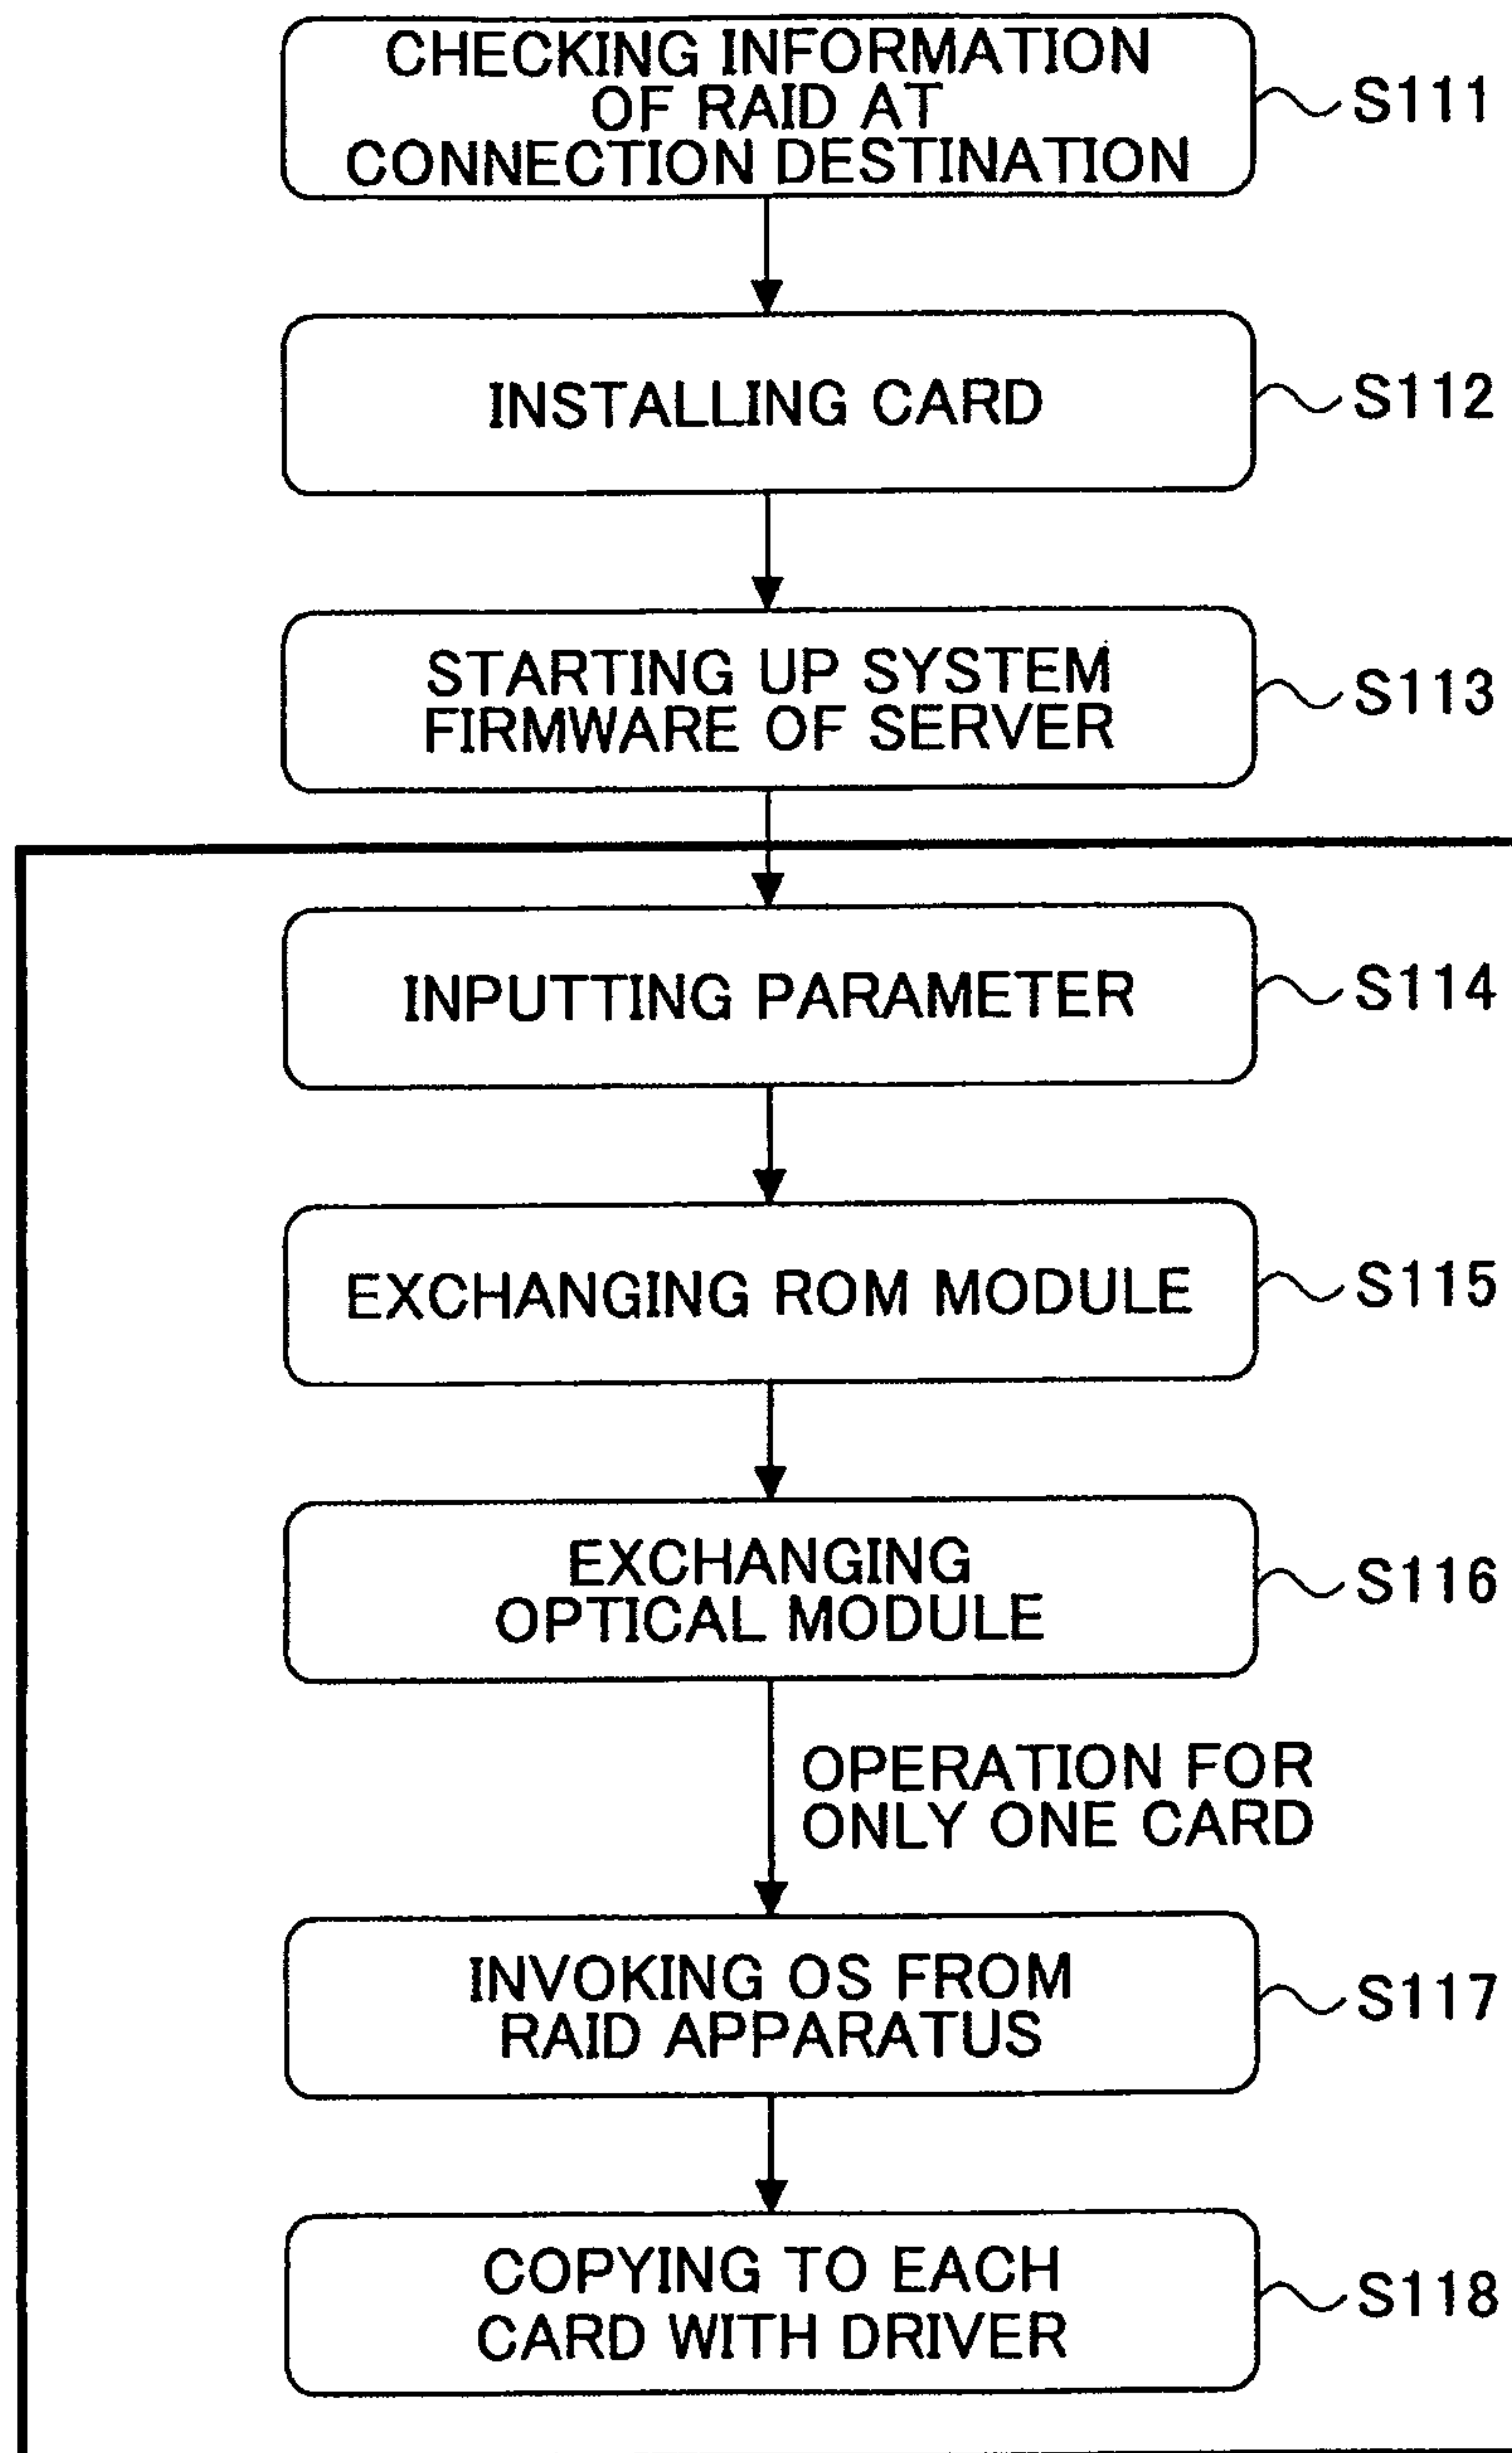 CHECKING INFORMATION
OF RAID AT
CONNECTION DESTINATION
S111
INSTALLING CARD
S112
STARTING UP SYSTEM
FIRMWARE OF SERVER
S113
INPUTTING PARAMETER
S114
EXCHANGING ROM MODULE
S115
EXCHANGING
OPTICAL MODULE
S116
OPERATION FOR
ONLY ONE CARD
INVOKING OS FROM
RAID APPARATUS
S117
COPYING TO EACH
CARD WITH DRIVER
S118